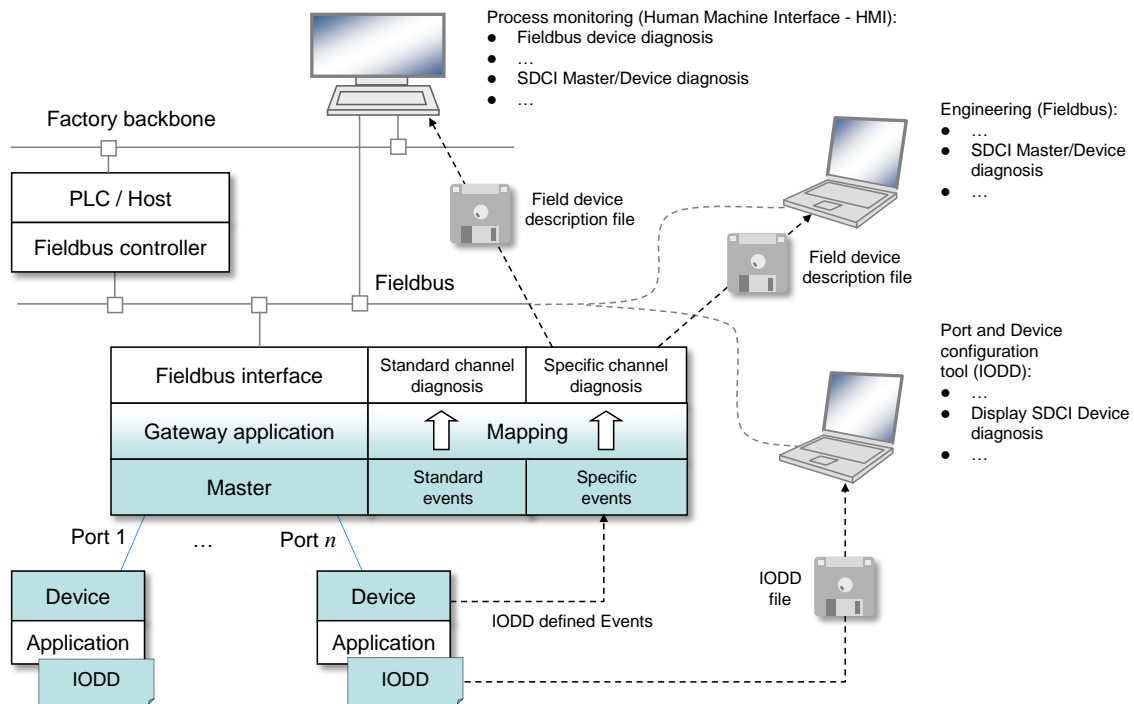 Process monitoring (Human Machine Interface - HMI):
● Fieldbus device diagnosis
● …
● SDCI Master/Device diagnosis
● …
Engineering (Fieldbus):
● …
● SDCI Master/Device
diagnosis
● …
Factory backbone
PLC / Host
Fieldbus controller
Field device
description file
Field device
description file
Fieldbus
Port and Device
configuration
tool (IODD):
● …
● Display SDCI Device
diagnosis
● …
Fieldbus interface
Standard channel
diagnosis
Specific channel
diagnosis
Gateway application
Mapping
Master
Standard
events
Specific
events
Port 1
…
Port n
Device
Application
IODD
Device
Application
IODD
IODD defined Events
IODD
file